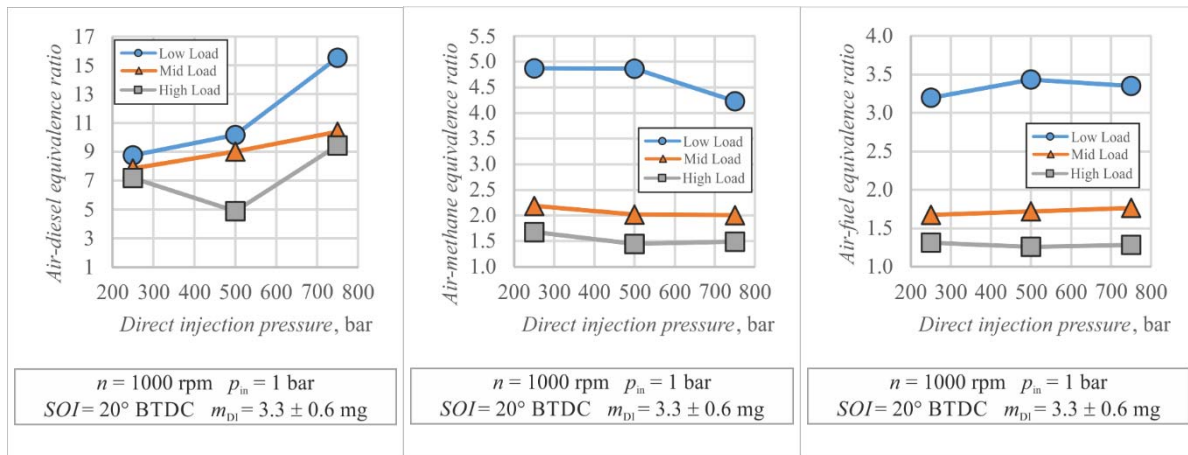 Air-diesel equivalence ratio
17
15
13
11
9
7
5
3
1
Low Load
Mid Load
High Load
200 300 400 500 600 700 800
Direct injection pressure, bar
n = 1000 rpm p_in = 1 bar
SOI = 20° BTDC m_DI = 3.3 ± 0.6 mg
Air-methane equivalence ratio
5.5
5.0
4.5
4.0
3.5
3.0
2.5
2.0
1.5
1.0
Low Load
Mid Load
High Load
200 300 400 500 600 700 800
Direct injection pressure, bar
n = 1000 rpm p_in = 1 bar
SOI = 20° BTDC m_DI = 3.3 ± 0.6 mg
Air-fuel equivalence ratio
4.0
3.5
3.0
2.5
2.0
1.5
1.0
Low Load
Mid Load
High Load
200 300 400 500 600 700 800
Direct injection pressure, bar
n = 1000 rpm p_in = 1 bar
SOI = 20° BTDC m_DI = 3.3 ± 0.6 mg